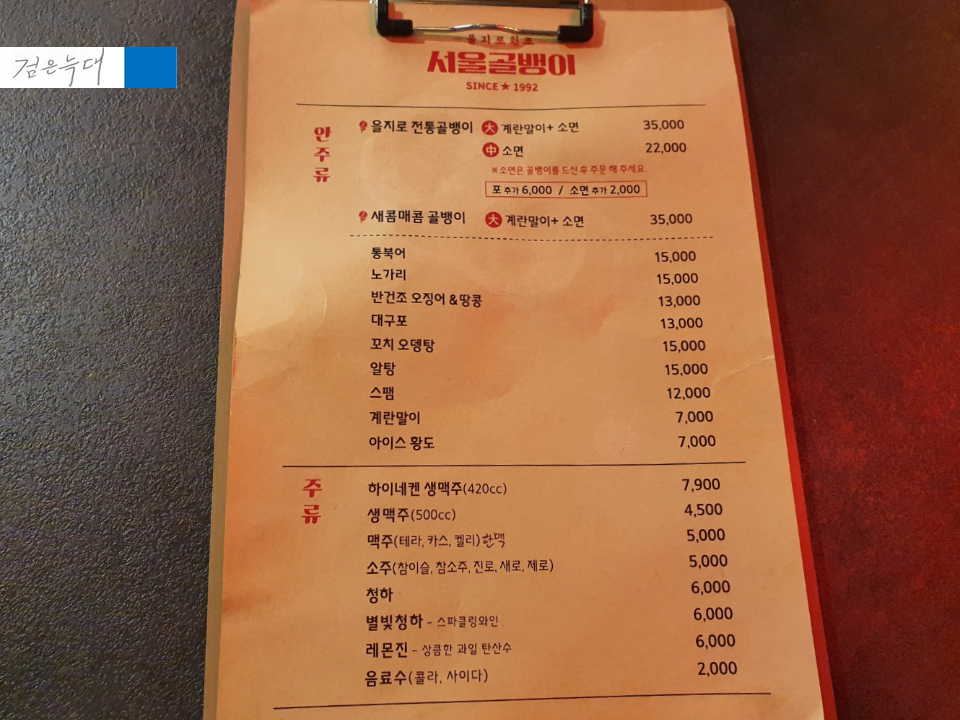 검은늑대
을지로원조
서울골뱅이
SINCE★1992
안주류
을지로 전통골뱅이 大 계란말이+ 소면 35,000
中 소면 22,000
※소면은 골뱅이를 드신 후 주문 해 주세요.
포 추가 6,000 / 소면 추가 2,000
새콤매콤 골뱅이 大 계란말이+ 소면 35,000
통북어 15,000
노가리 15,000
반건조 오징어 &땅콩 13,000
대구포 13,000
꼬치 오뎅탕 15,000
알탕 15,000
스팸 12,000
계란말이 7,000
아이스 황도 7,000
주류
하이네켄 생맥주(420cc) 7,900
생맥주(500cc) 4,500
맥주(테라, 카스, 켈리) 한맥 5,000
소주(참이슬, 참소주, 진로, 새로, 제로) 5,000
청하 6,000
별빛청하 - 스파클링와인 6,000
레몬진 - 상큼한 과일 탄산수 6,000
음료수(콜라, 사이다) 2,000